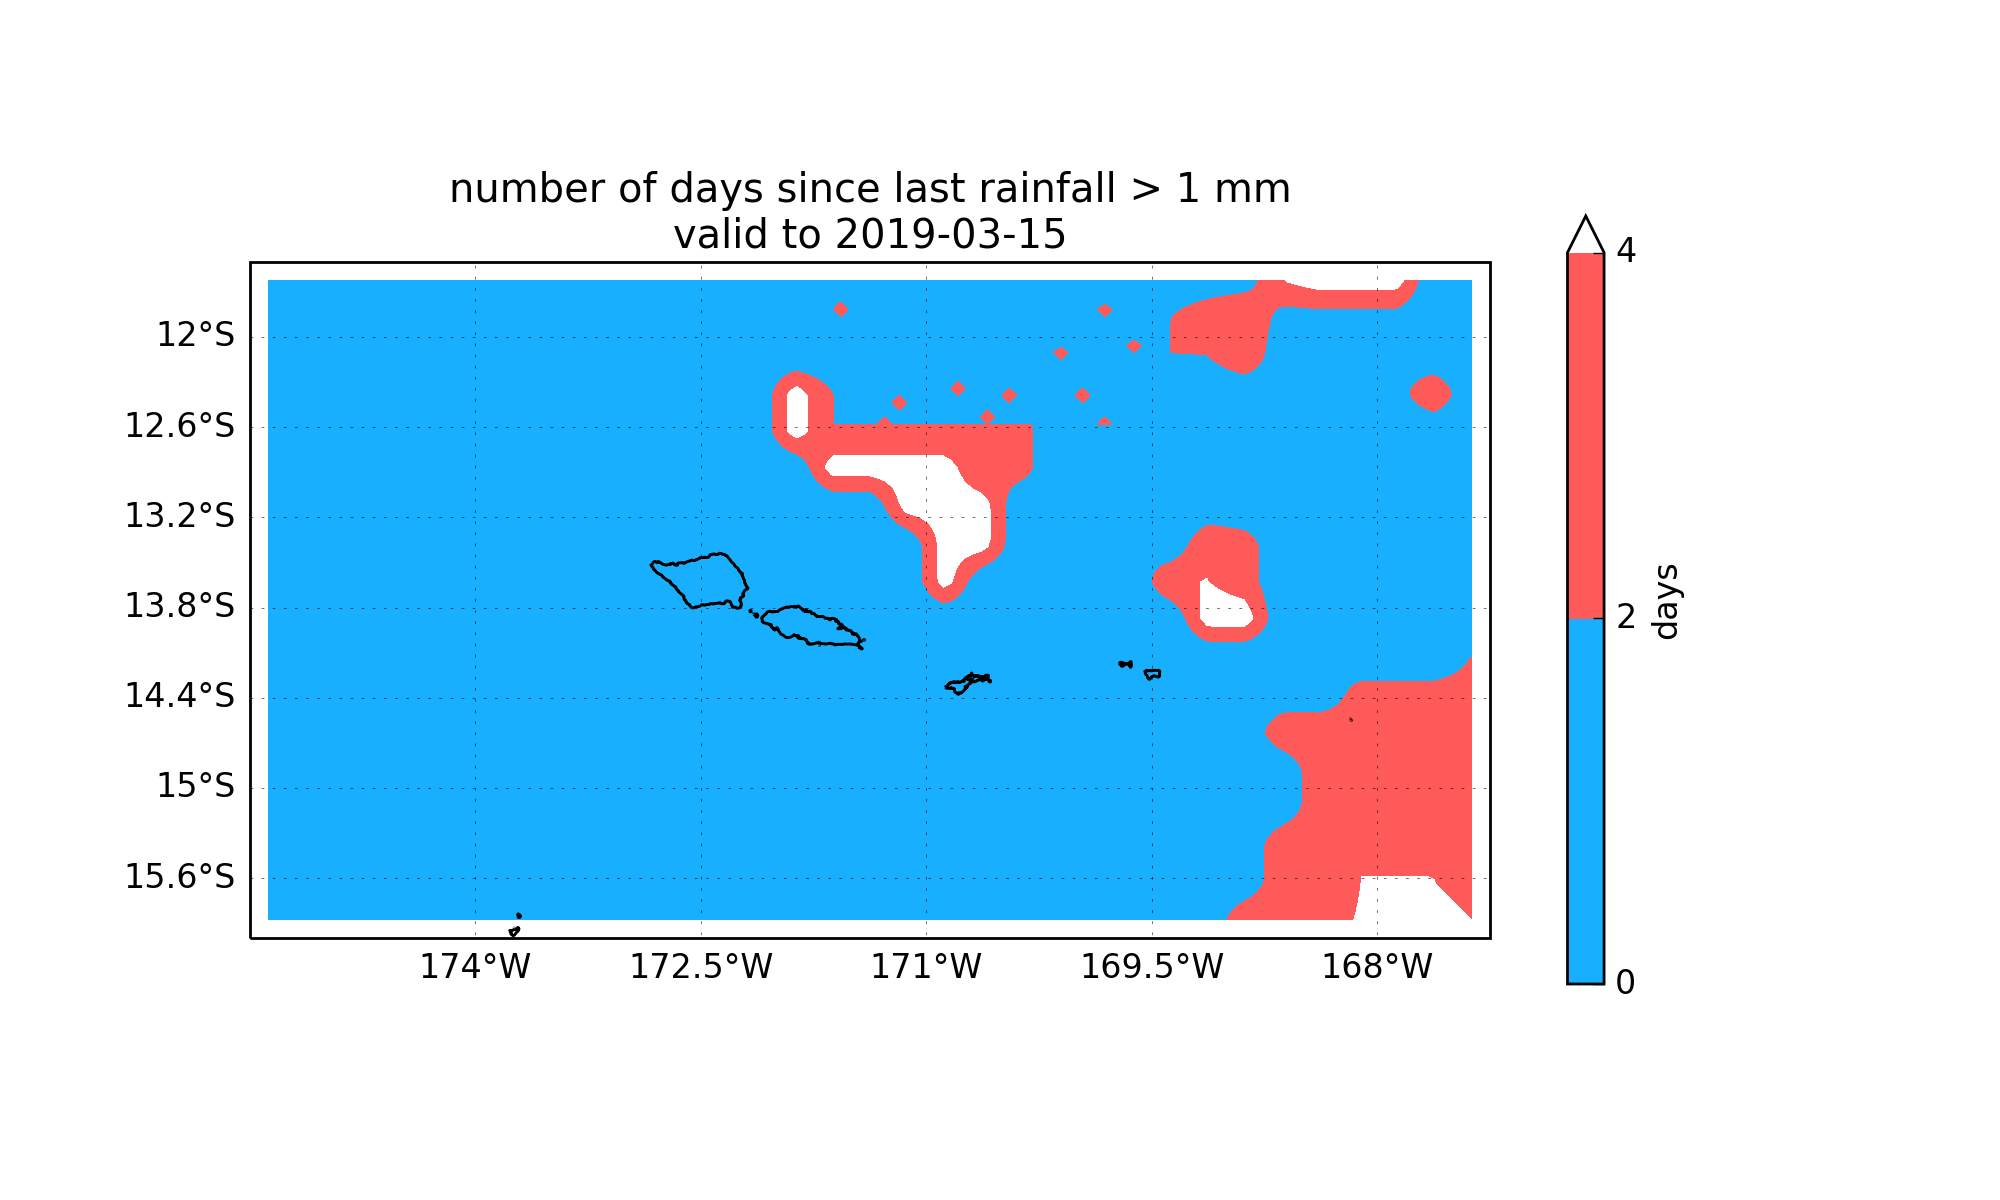 number of days since last rainfall > 1 mm
valid to 2019-03-15
12°S
12.6°S
13.2°S
13.8°S
14.4°S
15°S
15.6°S
174°W 172.5°W 171°W 169.5°W 168°W
4
2
0
days